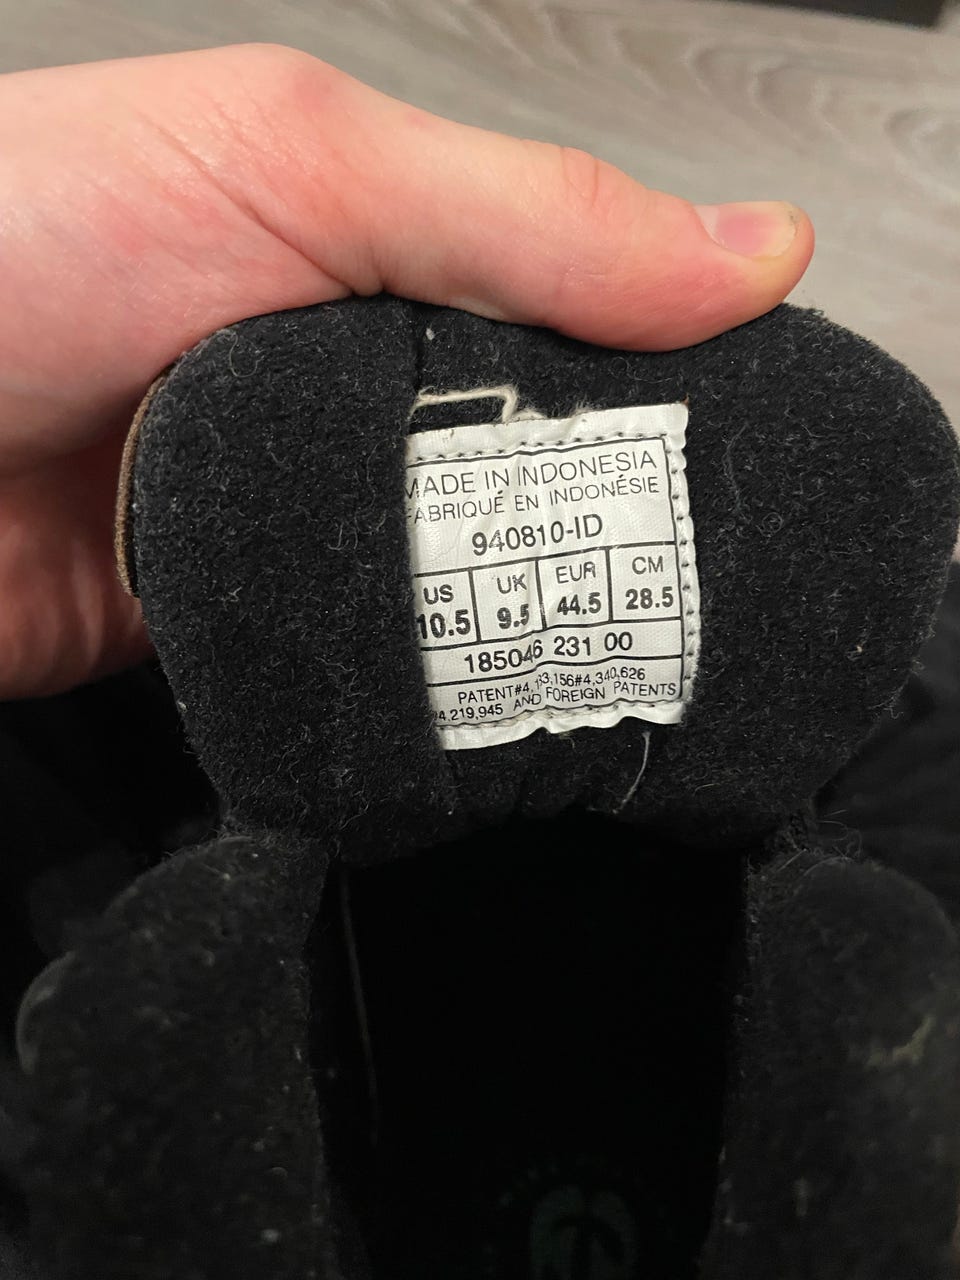 MADE IN INDONESIA
FABRIQUÉ EN INDONÉSIE
940810-ID
US UK EUR CM
10.5 9.5 44.5 28.5
185046 231 00
PATENT#4, 3,156#4,340,626
4,219,945 AND FOREIGN PATENTS